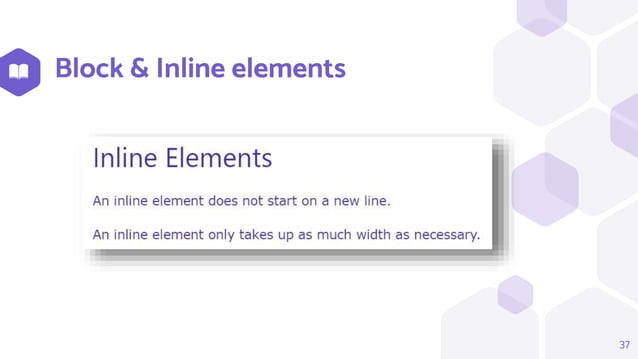 Block & Inline elements
Inline Elements
An inline element does not start on a new line.
An inline element only takes up as much width as necessary.
37